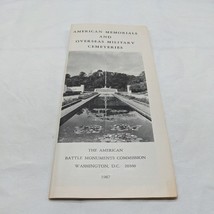 AMERICAN MEMORIALS
AND
OVERSEAS MILITARY
CEMETERIES
THE AMERICAN
BATTLE MONUMENTS COMMISSION
WASHINGTON, D.C.
1967